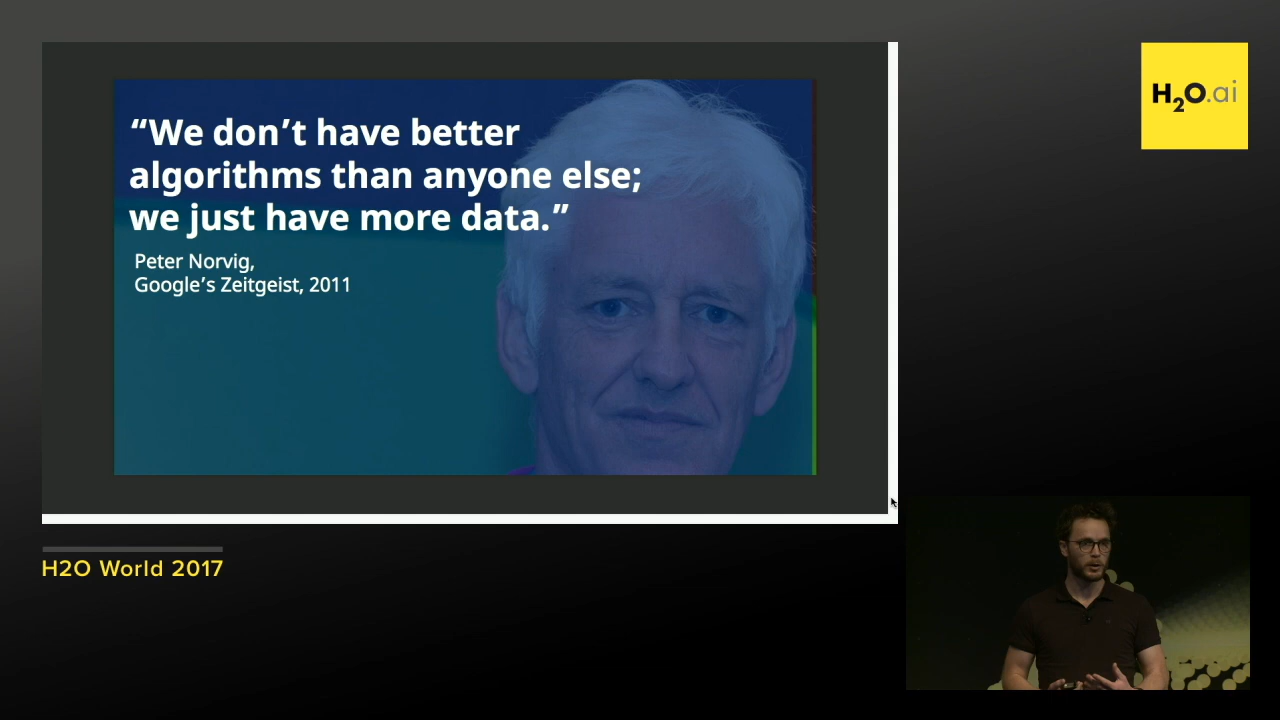 “We don’t have better
algorithms than anyone else;
we just have more data.”
Peter Norvig,
Google’s Zeitgeist, 2011
H2O.ai
H2O World 2017